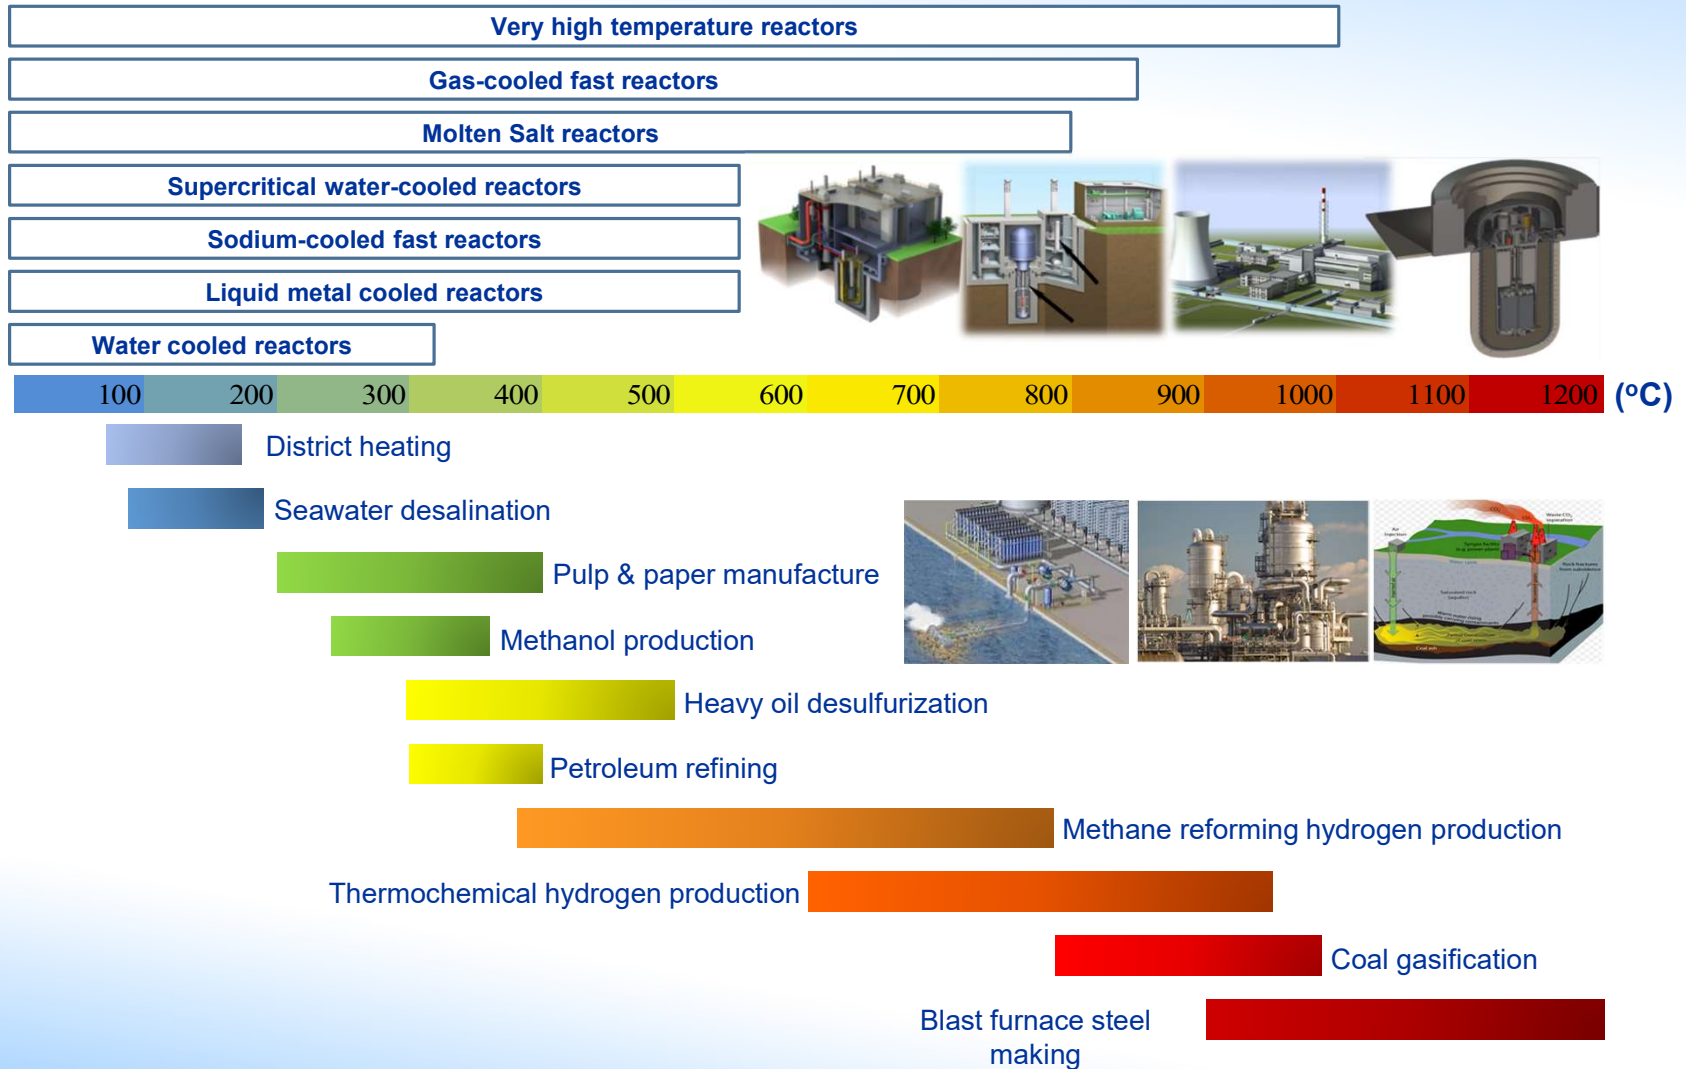 Very high temperature reactors
Gas-cooled fast reactors
Molten Salt reactors
Supercritical water-cooled reactors
Sodium-cooled fast reactors
Liquid metal cooled reactors
Water cooled reactors
100 200 300 400 500 600 700 800 900 1000 1100 1200 (°C)
District heating
Seawater desalination
Pulp & paper manufacture
Methanol production
Heavy oil desulfurization
Petroleum refining
Methane reforming hydrogen production
Thermochemical hydrogen production
Coal gasification
Blast furnace steel
making